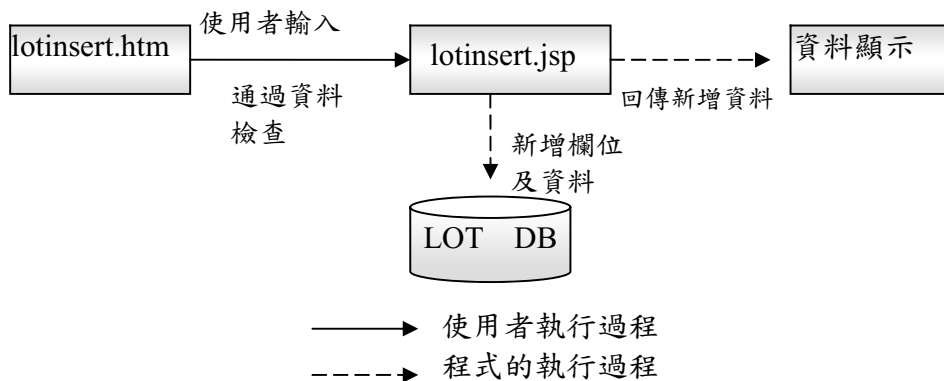 使用者輸入
lotinsert.htm
lotinsert.jsp
資料顯示
通過資料
檢查
回傳新增資料
新增欄位
及資料
LOT DB
使用者執行過程
程式的執行過程